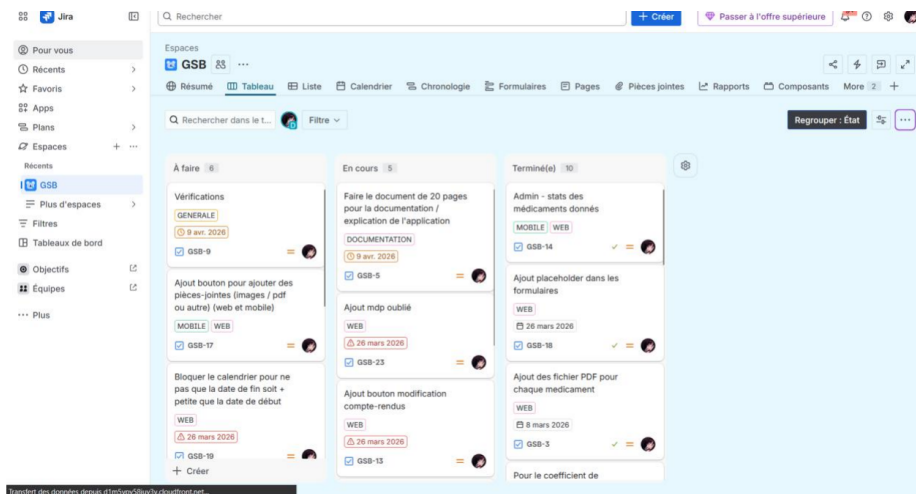 Jira
Rechercher
+ Créer
Passer à l'offre supérieure
Pour vous
Récents
Favoris
Apps
Plans
Espaces
Récents
GSB
Plus d'espaces
Filtres
Tableaux de bord
Objectifs
Équipes
Plus
Espaces
GSB
Résumé
Tableau
Liste
Calendrier
Chronologie
Formulaires
Pages
Pièces jointes
Rapports
Composants
More 2
Rechercher dans le t...
Filtre
Regrouper : État
À faire 6
Vérifications
GENERALE
9 avr. 2026
GSB-9
Ajout bouton pour ajouter des
pièces-jointes (images / pdf
ou autre) (web et mobile)
MOBILE WEB
GSB-17
Bloquer le calendrier pour ne
pas que la date de fin soit +
petite que la date de début
WEB
26 mars 2026
GSB-19
+ Créer
En cours 5
Faire le document de 20 pages
pour la documentation /
explication de l'application
DOCUMENTATION
9 avr. 2026
GSB-5
Ajout mdp oublié
WEB
26 mars 2026
GSB-23
Ajout bouton modification
compte-rendus
WEB
26 mars 2026
GSB-13
Terminé(e) 10
Admin - stats des
médicaments donnés
MOBILE WEB
GSB-14
Ajout placeholder dans les
formulaires
WEB
26 mars 2026
GSB-18
Ajout des fichier PDF pour
chaque medicament
WEB
8 mars 2026
GSB-3
Pour le coefficient de
Transfert des données depuis